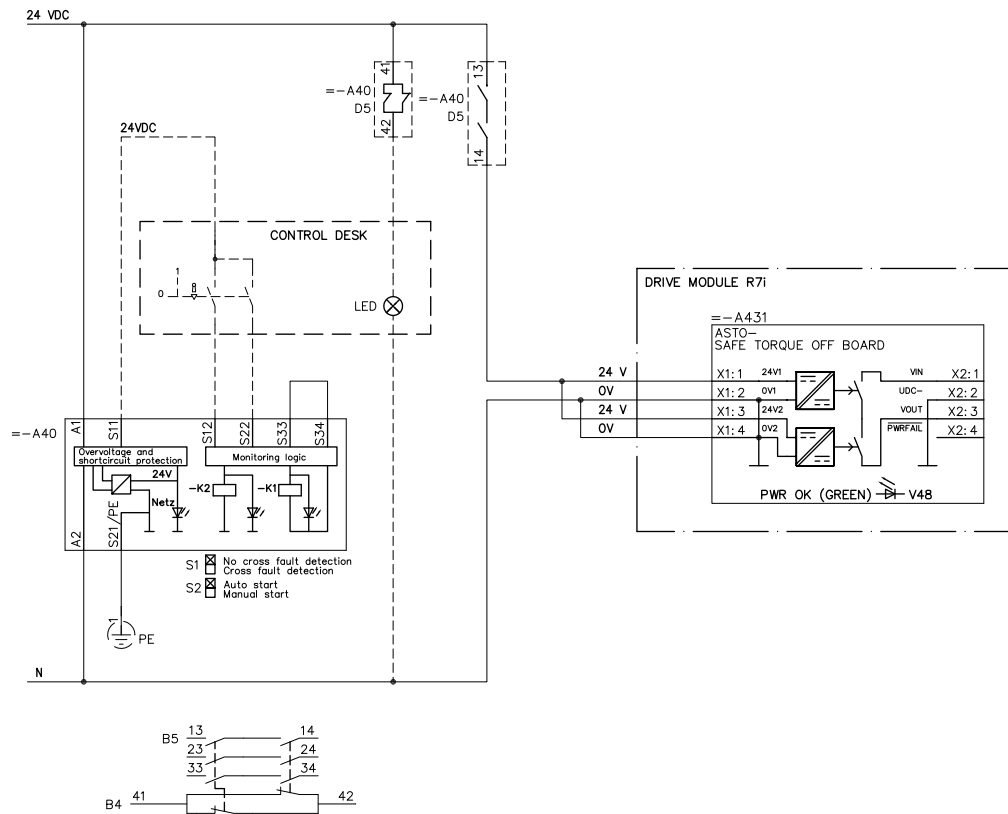 24 VDC
41
=-A40
D5
42
13
=-A40
D5
14
24VDC
CONTROL DESK
1
0
LED
DRIVE MODULE R7i
=-A431
ASTO-
SAFE TORQUE OFF BOARD
24 V X1:1 24V1 VIN X2:1
0V X1:2 0V1 UDC- X2:2
24 V X1:3 24V2 VOUT X2:3
0V X1:4 0V2 PWRFAIL X2:4
PWR OK (GREEN) V48
=-A40
A1
S11
S12
S22
S33
S34
Overvoltage and
shortcircuit protection
Monitoring logic
24V
-K2
-K1
Netz
A2
S21/PE
S1 No cross fault detection
Cross fault detection
S2 Auto start
Manual start
1
PE
N
B5 13 14
23 24
33 34
B4 41 42